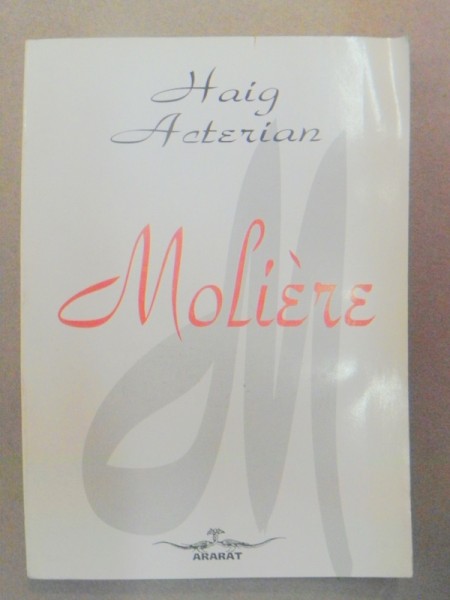 Haig
Acterian
Molière
M
ARARAT